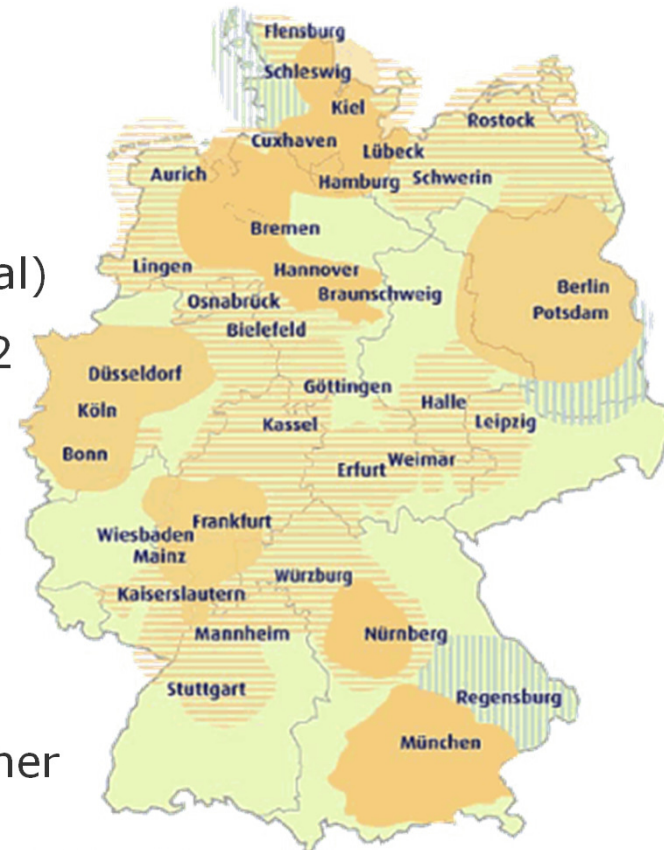 Flensburg
Schleswig
Kiel
Rostock
Cuxhaven
Lübeck
Aurich
Hamburg
Schwerin
Bremen
Lingen
Hannover
al)
Osnabrück
Braunschweig
Berlin
Potsdam
Bielefeld
2
Düsseldorf
Göttingen
Köln
Halle
Kassel
Leipzig
Bonn
Erfurt
Weimar
Frankfurt
Wiesbaden
Mainz
Würzburg
Kaiserslautern
Mannheim
Nürnberg
Stuttgart
Regensburg
München
ner